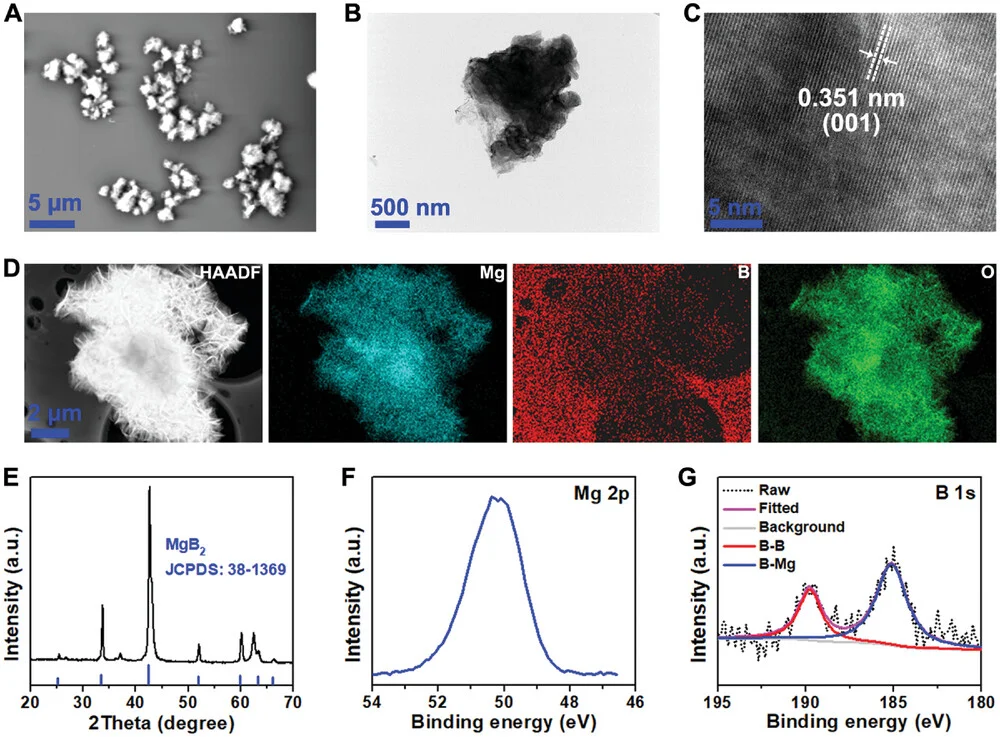 A
5 µm
B
500 nm
C
0.351 nm
(001)
5 nm
D
HAADF
2 µm
Mg
B
O
E
Intensity (a.u.)
MgB2
JCPDS: 38-1369
20 30 40 50 60 70
2Theta (degree)
F
Intensity (a.u.)
Mg 2p
54 52 50 48 46
Binding energy (eV)
G
Intensity (a.u.)
B 1s
Raw
Fitted
Background
B-B
B-Mg
195 190 185 180
Binding energy (eV)